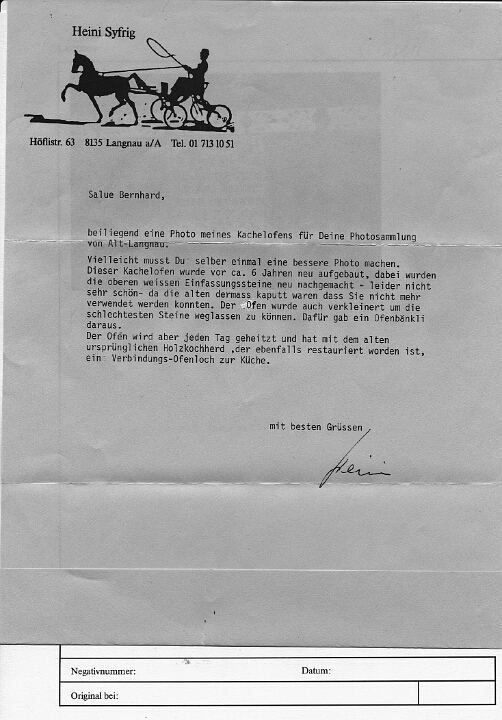 Heini Syfrig
Höflistr. 63 8135 Langnau a/A Tel. 01 713 10 51
Salue Bernhard,
beiliegend eine Photo meines Kachelofens für Deine Photosammlung
von Alt-Langnau.
Vielleicht musst Du selber einmal eine bessere Photo machen.
Dieser Kachelofen wurde vor ca. 6 Jahren neu aufgebaut, dabei wurden
die oberen weissen Einfassungssteine neu nachgemacht - leider nicht
sehr schön- da die alten dermass kaputt waren dass Sie nicht mehr
verwendet werden konnten. Der Ofen wurde auch verkleinert um die
schlechtesten Steine weglassen zu können. Dafür gab ein Ofenbänkli
daraus.
Der Ofen wird aber jeden Tag geheitzt und hat mit dem alten
ursprünglichen Holzkochherd ,der ebenfalls restauriert worden ist,
ein Verbindungs-Ofenloch zur Küche.
mit besten Grüssen
Heini
Negativnummer: Datum:
Original bei: